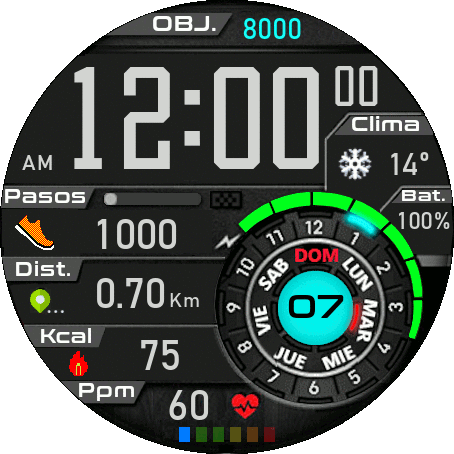 OBJ. 8000
12:00 00
AM
Clima
14°
Pasos
1000
Bat.
100%
Dist.
0.70 Km
...
Kcal
75
Ppm
60
12 1 2 3 4 5 6 7 8 9 10 11
DOM LUN MAR MIE JUE VIE SAB
07